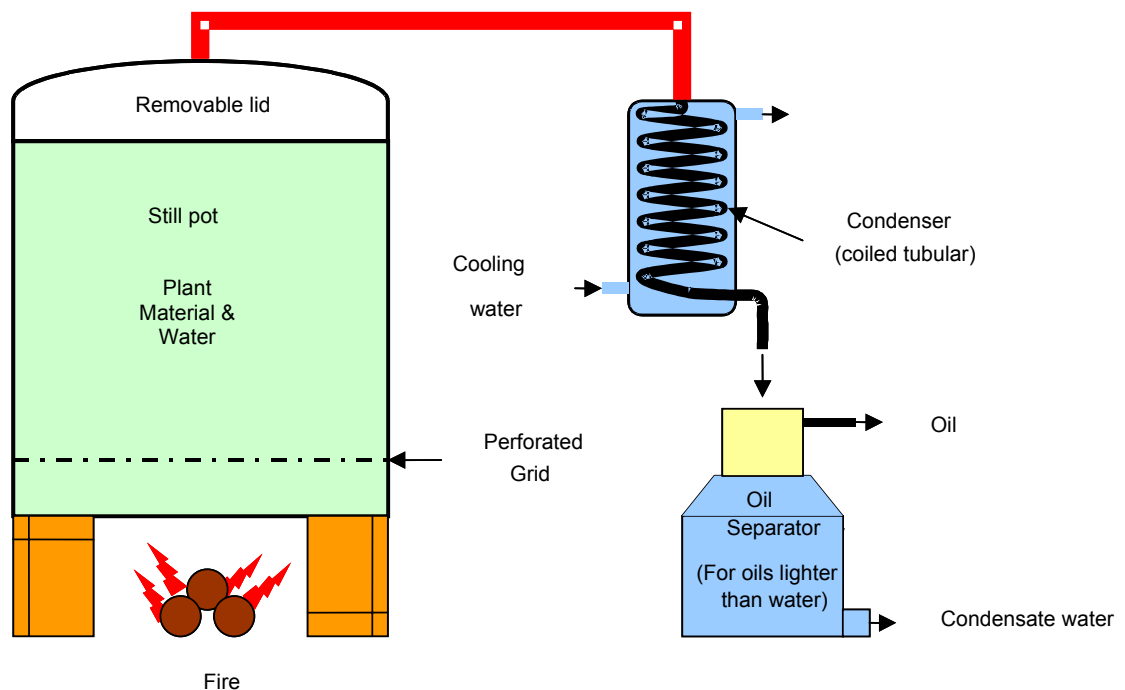 Removable lid
Still pot
Plant
Material &
Water
Cooling
water
Condenser
(coiled tubular)
Perforated
Grid
Oil
Oil
Separator
(For oils lighter
than water)
Condensate water
Fire